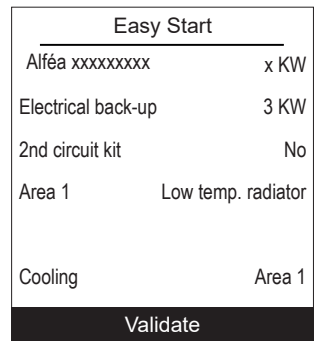 Easy Start
Alféa xxxxxxxxx x KW
Electrical back-up 3 KW
2nd circuit kit No
Area 1 Low temp. radiator
Cooling Area 1
Validate